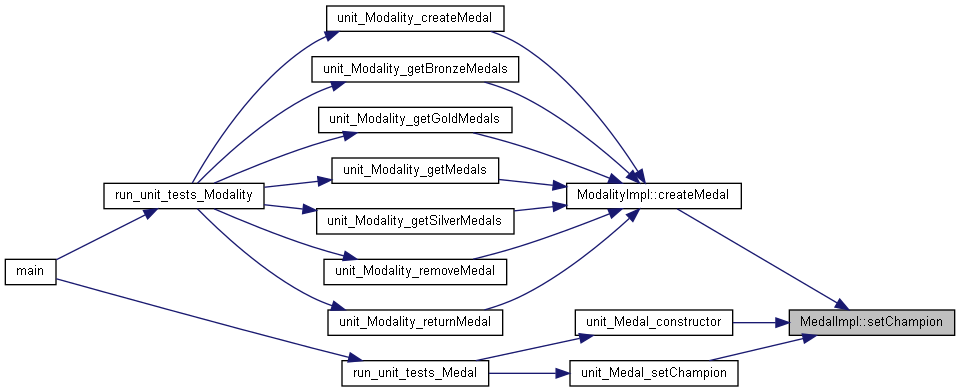 unit_Modality_createMedal
unit_Modality_getBronzeMedals
unit_Modality_getGoldMedals
unit_Modality_getMedals
run_unit_tests_Modality
ModalityImpl::createMedal
unit_Modality_getSilverMedals
main
unit_Modality_removeMedal
unit_Modality_returnMedal
unit_Medal_constructor
MedalImpl::setChampion
run_unit_tests_Medal
unit_Medal_setChampion